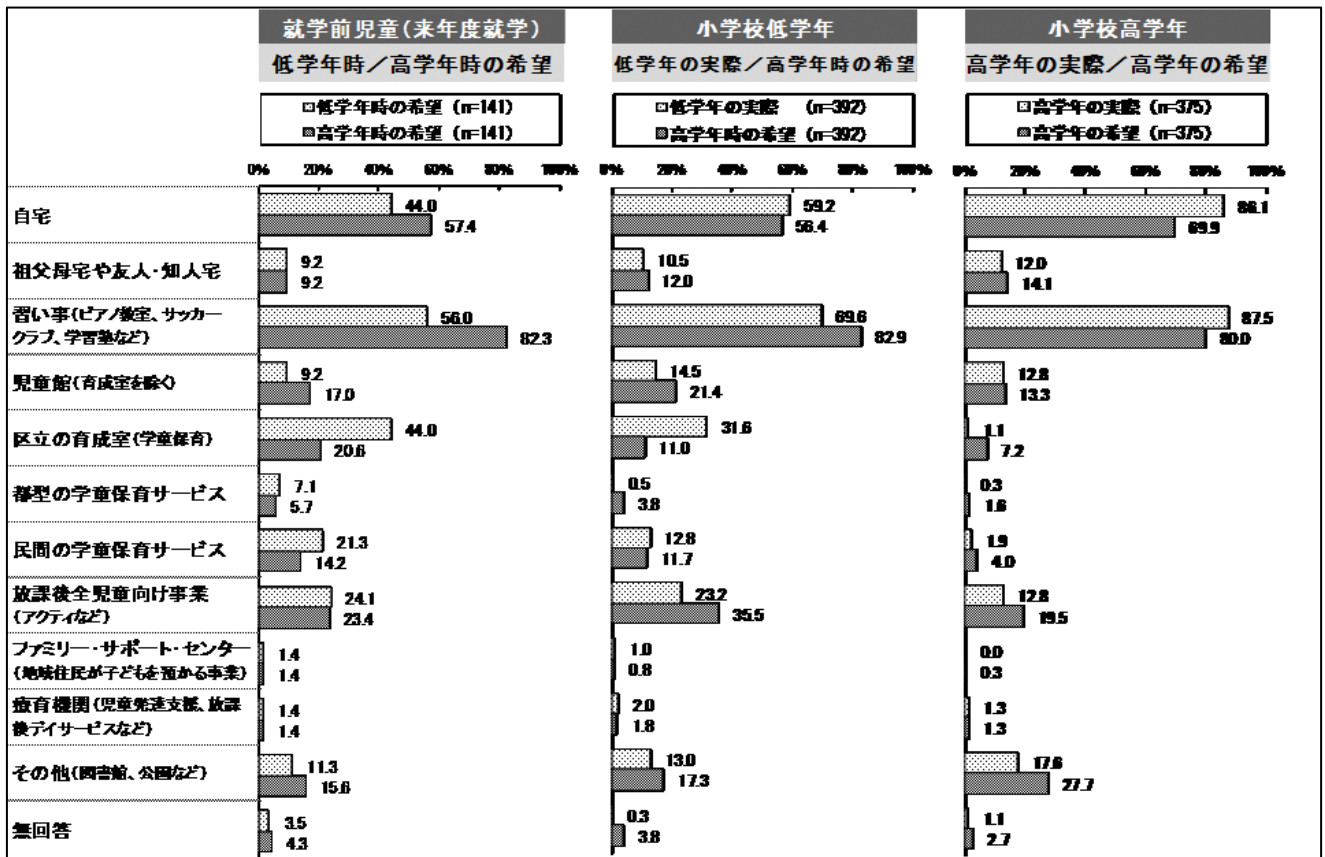 就学前児童(来年度就学)
低学年時／高学年時の希望
小学校低学年
低学年の実際／高学年時の希望
小学校高学年
高学年の実際／高学年の希望
低学年時の希望 (n=141)
高学年時の希望 (n=141)
低学年の実際 (n=392)
高学年時の希望 (n=392)
高学年の実際 (n=375)
高学年の希望 (n=375)
0% 20% 40% 60% 80% 100%
0% 20% 40% 60% 80% 100%
0% 20% 40% 60% 80% 100%
自宅
44.0 59.2 86.1
57.4 56.4 69.9
祖父母宅や友人・知人宅
9.2 10.5 12.0
9.2 12.0 14.1
習い事(ピアノ教室、サッカー
クラブ、学習塾など)
56.0 69.6 87.5
82.3 82.9 80.0
児童館(育成室を除く)
9.2 14.5 12.8
17.0 21.4 13.3
区立の育成室(学童保育)
44.0 31.6 1.1
20.6 11.0 7.2
都型の学童保育サービス
7.1 0.5 0.3
5.7 3.8 1.6
民間の学童保育サービス
21.3 12.8 1.9
14.2 11.7 4.0
放課後全児童向け事業
(アクティなど)
24.1 23.2 12.8
23.4 35.5 19.5
ファミリー・サポート・センター
(地域住民が子どもを預かる事業)
1.4 1.0 0.0
1.4 0.8 0.3
療育機関(児童発達支援、放課
後デイサービスなど)
1.4 2.0 1.3
1.4 1.8 1.3
その他(図書館、公園など)
11.3 13.0 17.6
15.6 17.3 27.7
無回答
3.5 0.3 1.1
4.3 3.8 2.7